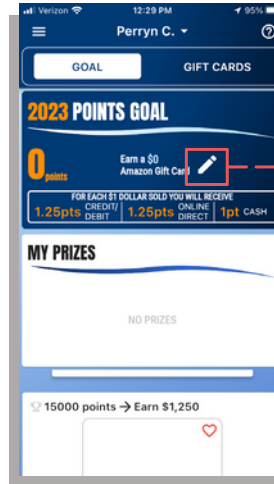 Verizon 12:29 PM 95%
Perryn C.
GOAL GIFT CARDS
2023 POINTS GOAL
0 points
Earn a $0
Amazon Gift Card
FOR EACH $1 DOLLAR SOLD YOU WILL RECEIVE
1.25pts CREDIT/ DEBIT 1.25pts ONLINE DIRECT 1pt CASH
MY PRIZES
NO PRIZES
15000 points → Earn $1,250